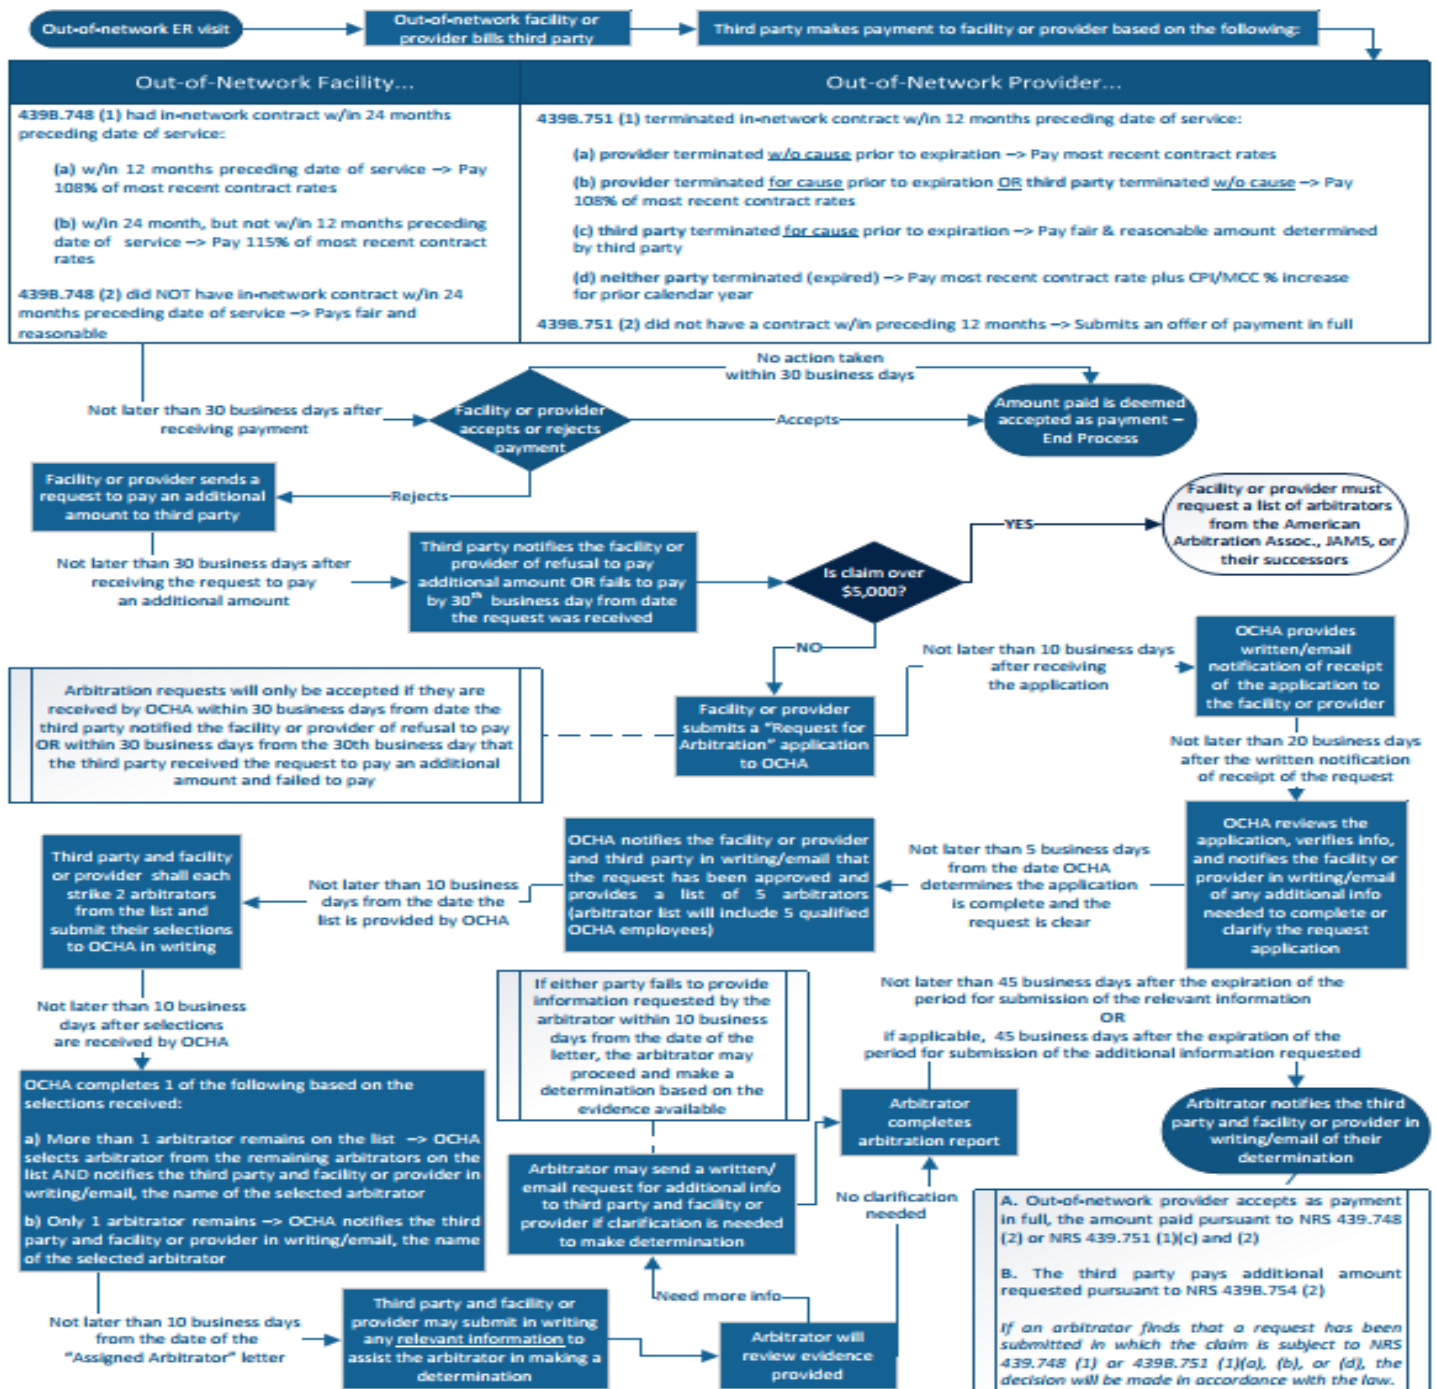 Out-of-network ER visit
Out-of-network facility or
provider bills third party
Third party makes payment to facility or provider based on the following:
Out-of-Network Facility...
439B.748 (1) had in-network contract w/in 24 months
preceding date of service:
(a) w/in 12 months preceding date of service –> Pay
108% of most recent contract rates
(b) w/in 24 month, but not w/in 12 months preceding
date of service –> Pay 115% of most recent contract
rates
439B.748 (2) did NOT have in-network contract w/in 24
months preceding date of service –> Pays fair and
reasonable
Out-of-Network Provider...
439B.751 (1) terminated in-network contract w/in 12 months preceding date of service:
(a) provider terminated w/o cause prior to expiration –> Pay most recent contract rates
(b) provider terminated for cause prior to expiration OR third party terminated w/o cause –> Pay
108% of most recent contract rates
(c) third party terminated for cause prior to expiration –> Pay fair & reasonable amount determined
by third party
(d) neither party terminated (expired) –> Pay most recent contract rate plus CPI/MCC % increase
for prior calendar year
439B.751 (2) did not have a contract w/in preceding 12 months –> Submits an offer of payment in full
Not later than 30 business days after
receiving payment
Facility or provider
accepts or rejects
payment
No action taken
within 30 business days
Accepts
Amount paid is deemed
accepted as payment –
End Process
Rejects
Facility or provider sends a
request to pay an additional
amount to third party
Not later than 30 business days after
receiving the request to pay
an additional amount
Third party notifies the facility or
provider of refusal to pay
additional amount OR fails to pay
by 30th business day from date
the request was received
Is claim over
$5,000?
YES
Facility or provider must
request a list of arbitrators
from the American
Arbitration Assoc., JAMS, or
their successors
NO
Facility or provider
submits a "Request for
Arbitration" application
to OCHA
Arbitration requests will only be accepted if they are
received by OCHA within 30 business days from date the
third party notified the facility or provider of refusal to pay
OR within 30 business days from the 30th business day that
the third party received the request to pay an additional
amount and failed to pay
Not later than 10 business days
after receiving
the application
OCHA provides
written/email
notification of receipt
of the application to
the facility or provider
Not later than 20 business days
after the written notification
of receipt of the request
OCHA reviews the
application, verifies info,
and notifies the facility or
provider in writing/email
of any additional info
needed to complete or
clarify the request
application
Not later than 5 business days
from the date OCHA
determines the application
is complete and the
request is clear
OCHA notifies the facility or provider
and third party in writing/email that
the request has been approved and
provides a list of 5 arbitrators
(arbitrator list will include 5 qualified
OCHA employees)
Not later than 10 business
days from the date the
list is provided by OCHA
Third party and facility
or provider shall each
strike 2 arbitrators
from the list and
submit their selections
to OCHA in writing
Not later than 10 business
days after selections
are received by OCHA
OCHA completes 1 of the following based on the
selections received:
a) More than 1 arbitrator remains on the list –> OCHA
selects arbitrator from the remaining arbitrators on the
list AND notifies the third party and facility or provider in
writing/email, the name of the selected arbitrator
b) Only 1 arbitrator remains –> OCHA notifies the third
party and facility or provider in writing/email, the name
of the selected arbitrator
Not later than 10 business days
from the date of the
"Assigned Arbitrator" letter
Third party and facility or
provider may submit in writing
any relevant information to
assist the arbitrator in making a
determination
Arbitrator will
review evidence
provided
Need more info
Arbitrator may send a written/
email request for additional info
to third party and facility or
provider if clarification is needed
to make determination
If either party fails to provide
information requested by the
arbitrator within 10 business
days from the date of the
letter, the arbitrator may
proceed and make a
determination based on the
evidence available
No clarification
needed
Arbitrator
completes
arbitration report
Not later than 45 business days after the expiration of the
period for submission of the relevant information
OR
if applicable, 45 business days after the expiration of the
period for submission of the additional information requested
Arbitrator notifies the third
party and facility or provider in
writing/email of their
determination
A. Out-of-network provider accepts as payment
in full, the amount paid pursuant to NRS 439.748
(2) or NRS 439.751 (1)(c) and (2)
B. The third party pays additional amount
requested pursuant to NRS 439B.754 (2)
If an arbitrator finds that a request has been
submitted in which the claim is subject to NRS
439.748 (1) or 439B.751 (1)(a), (b), or (d), the
decision will be made in accordance with the law.